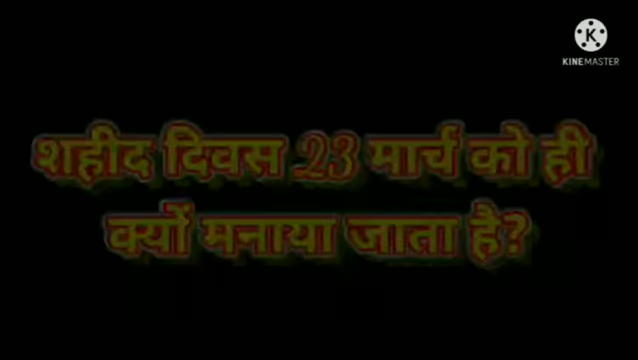 KINEMASTER
शहीद दिवस 23 मार्च को ही
क्यों मनाया जाता है?